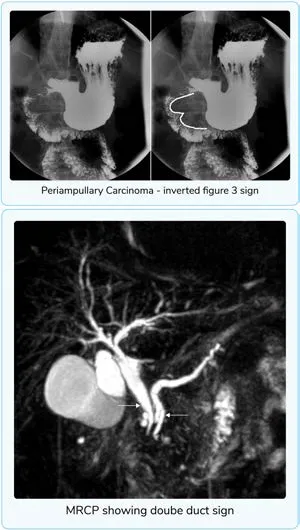 Periampullary Carcinoma - inverted figure 3 sign
MRCP showing doube duct sign